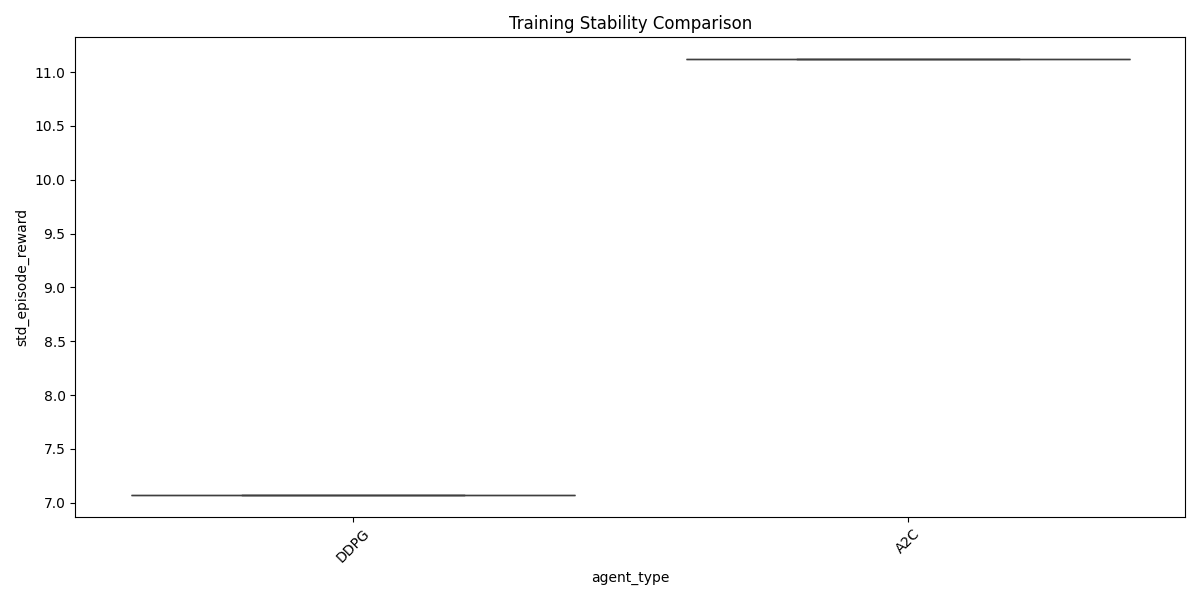 Training Stability Comparison
11.0
10.5
10.0
9.5
9.0
8.5
8.0
7.5
7.0
std_episode_reward
DDPG
A2C
agent_type